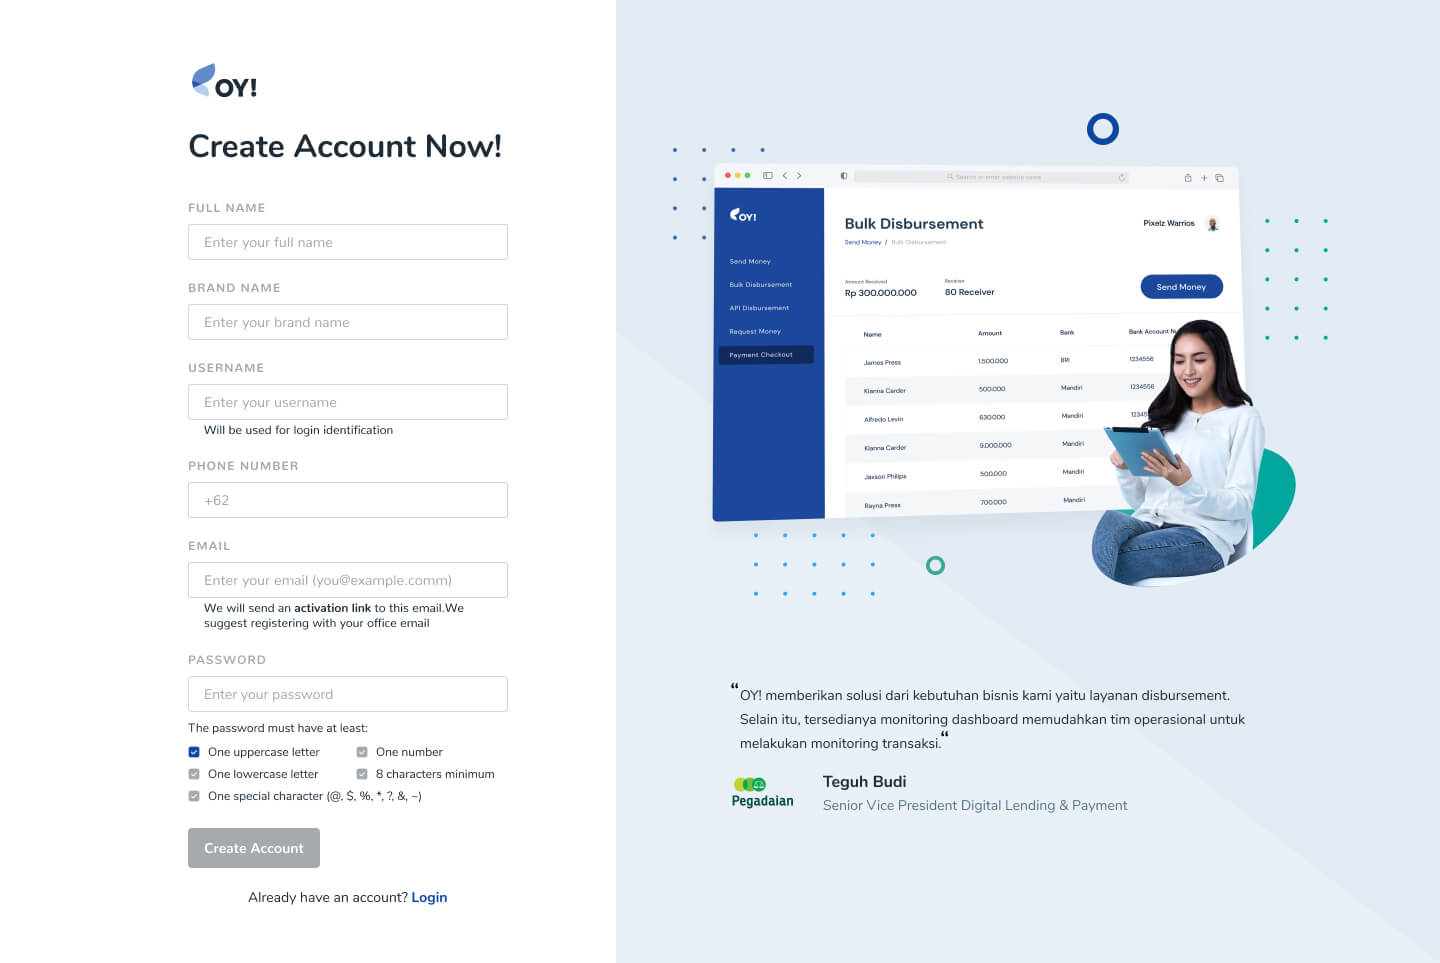 OY!
Create Account Now!
FULL NAME
Enter your full name
BRAND NAME
Enter your brand name
USERNAME
Enter your username
Will be used for login identification
PHONE NUMBER
+62
EMAIL
Enter your email (you@example.comm)
We will send an activation link to this email.We
suggest registering with your office email
PASSWORD
Enter your password
The password must have at least:
One uppercase letter
One number
One lowercase letter
8 characters minimum
One special character (@, $, %, *, ?, &, ~)
Create Account
Already have an account? Login
Search or enter website name
OY!
Send Money
Bulk Disbursement
API Disbursement
Request Money
Payment Checkout
Bulk Disbursement
Send Money / Bulk Disbursement
Pixelz Warrios
Amount Received
Rp 300.000.000
Receiver
80 Receiver
Send Money
Name Amount Bank Bank Account Nu
James Press 1.500.000 BRI 1234556
Kianna Carder 500.000 Mandiri 1234556
Alfredo Levin 630.000 Mandiri 12345
Kianna Carder 9.000.000 Mandiri
Jaxson Philips 500.000 Mandiri
Rayna Press 700.000 Mandiri
“OY! memberikan solusi dari kebutuhan bisnis kami yaitu layanan disbursement.
Selain itu, tersedianya monitoring dashboard memudahkan tim operasional untuk
melakukan monitoring transaksi.“
Pegadaian
Teguh Budi
Senior Vice President Digital Lending & Payment